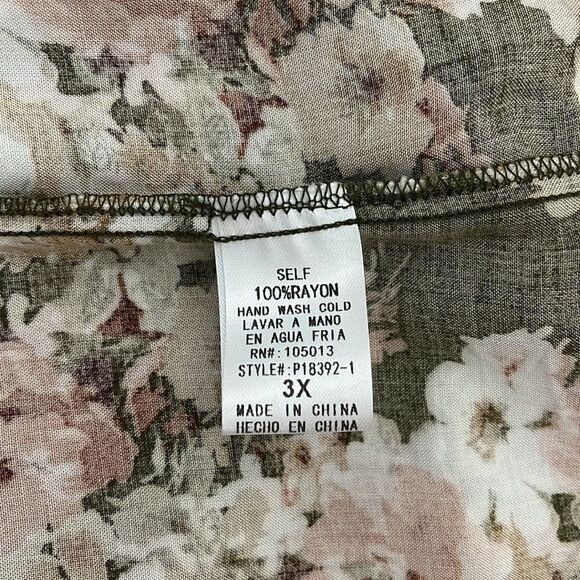 SELF
100%RAYON
HAND WASH COLD
LAVAR A MANO
EN AGUA FRIA
RN#: 105013
STYLE#:P18392-1
3X
MADE IN CHINA
HECHO EN CHINA